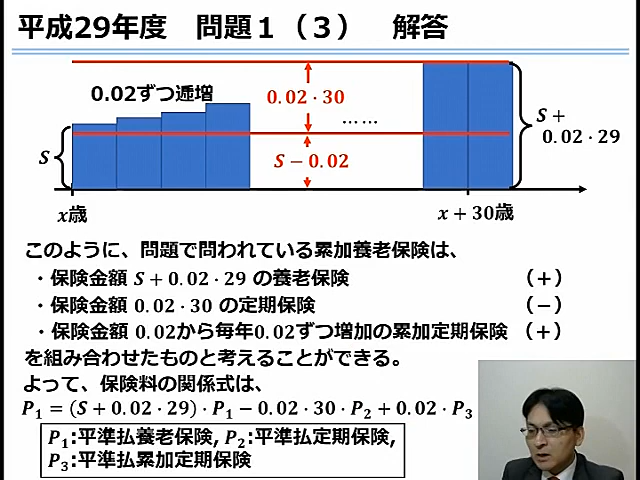 平成29年度 問題１（３） 解答
0.02ずつ逓増
0.02･30
……
S+
0.02･29
S
S−0.02
x歳
x+30歳
このように、問題で問われている累加養老保険は、
・保険金額 S+0.02･29 の養老保険 （＋）
・保険金額 0.02･30 の定期保険 （－）
・保険金額 0.02から毎年0.02ずつ増加の累加定期保険 （＋）
を組み合わせたものと考えることができる。
よって、保険料の関係式は、
P₁=(S+0.02･29)･P₁−0.02･30･P₂+0.02･P₃
P₁:平準払養老保険, P₂:平準払定期保険,
P₃:平準払累加定期保険